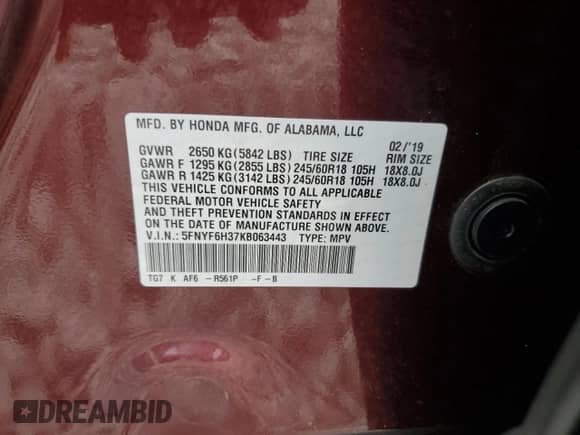 MFD. BY HONDA MFG. OF ALABAMA, LLC 02/'19
GVWR 2650 KG(5842 LBS) TIRE SIZE RIM SIZE
GAWR F 1295 KG(2855 LBS)245/60R18 105H 18X8.0J
GAWR R 1425 KG(3142 LBS)245/60R18 105H 18X8.0J
THIS VEHICLE CONFORMS TO ALL APPLICABLE
FEDERAL MOTOR VEHICLE SAFETY
AND THEFT PREVENTION STANDARDS IN EFFECT
ON THE DATE OF MANUFACTURE SHOWN ABOVE.
V.I.N.: 5FNYF6H37KB063443 TYPE: MPV
TG7 K AF6 -R561P -F-B
DREAMBID